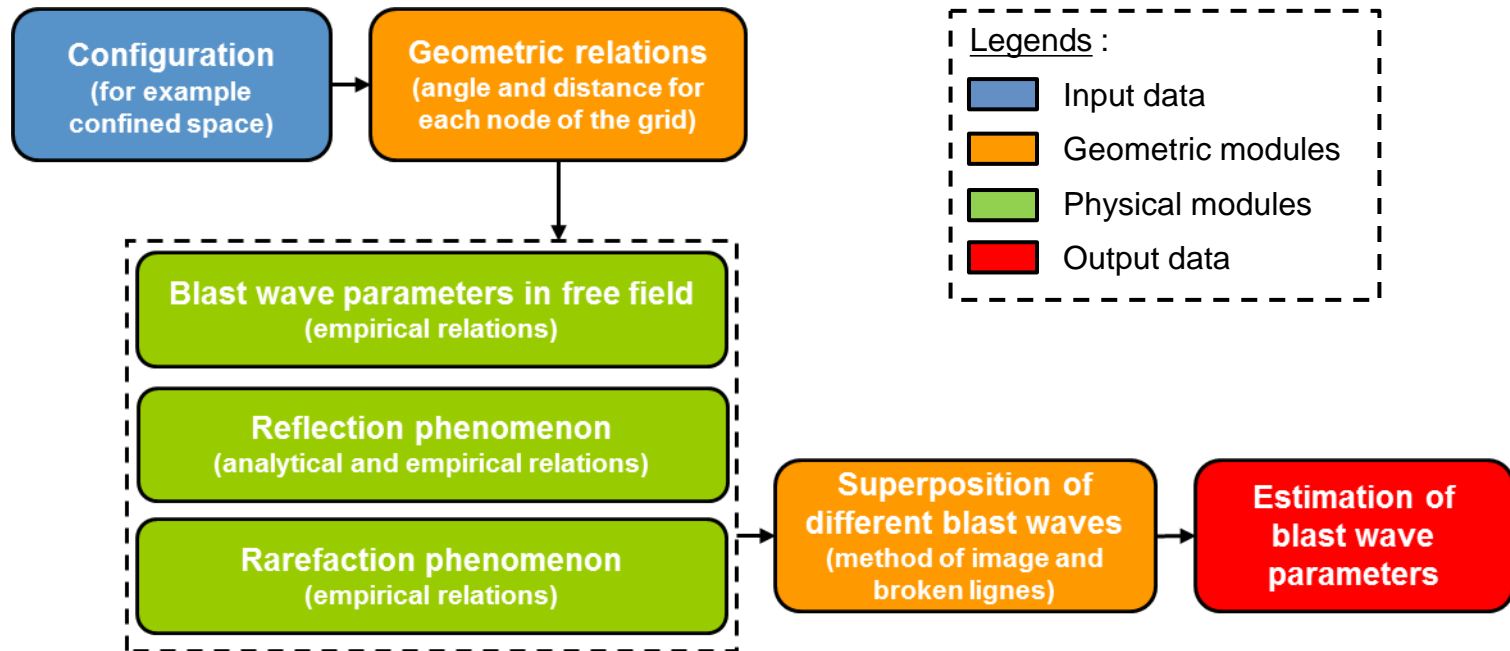 Configuration
(for example
confined space)
Geometric relations
(angle and distance for
each node of the grid)
Legends :
Input data
Geometric modules
Physical modules
Output data
Blast wave parameters in free field
(empirical relations)
Reflection phenomenon
(analytical and empirical relations)
Rarefaction phenomenon
(empirical relations)
Superposition of
different blast waves
(method of image and
broken lignes)
Estimation of
blast wave
parameters